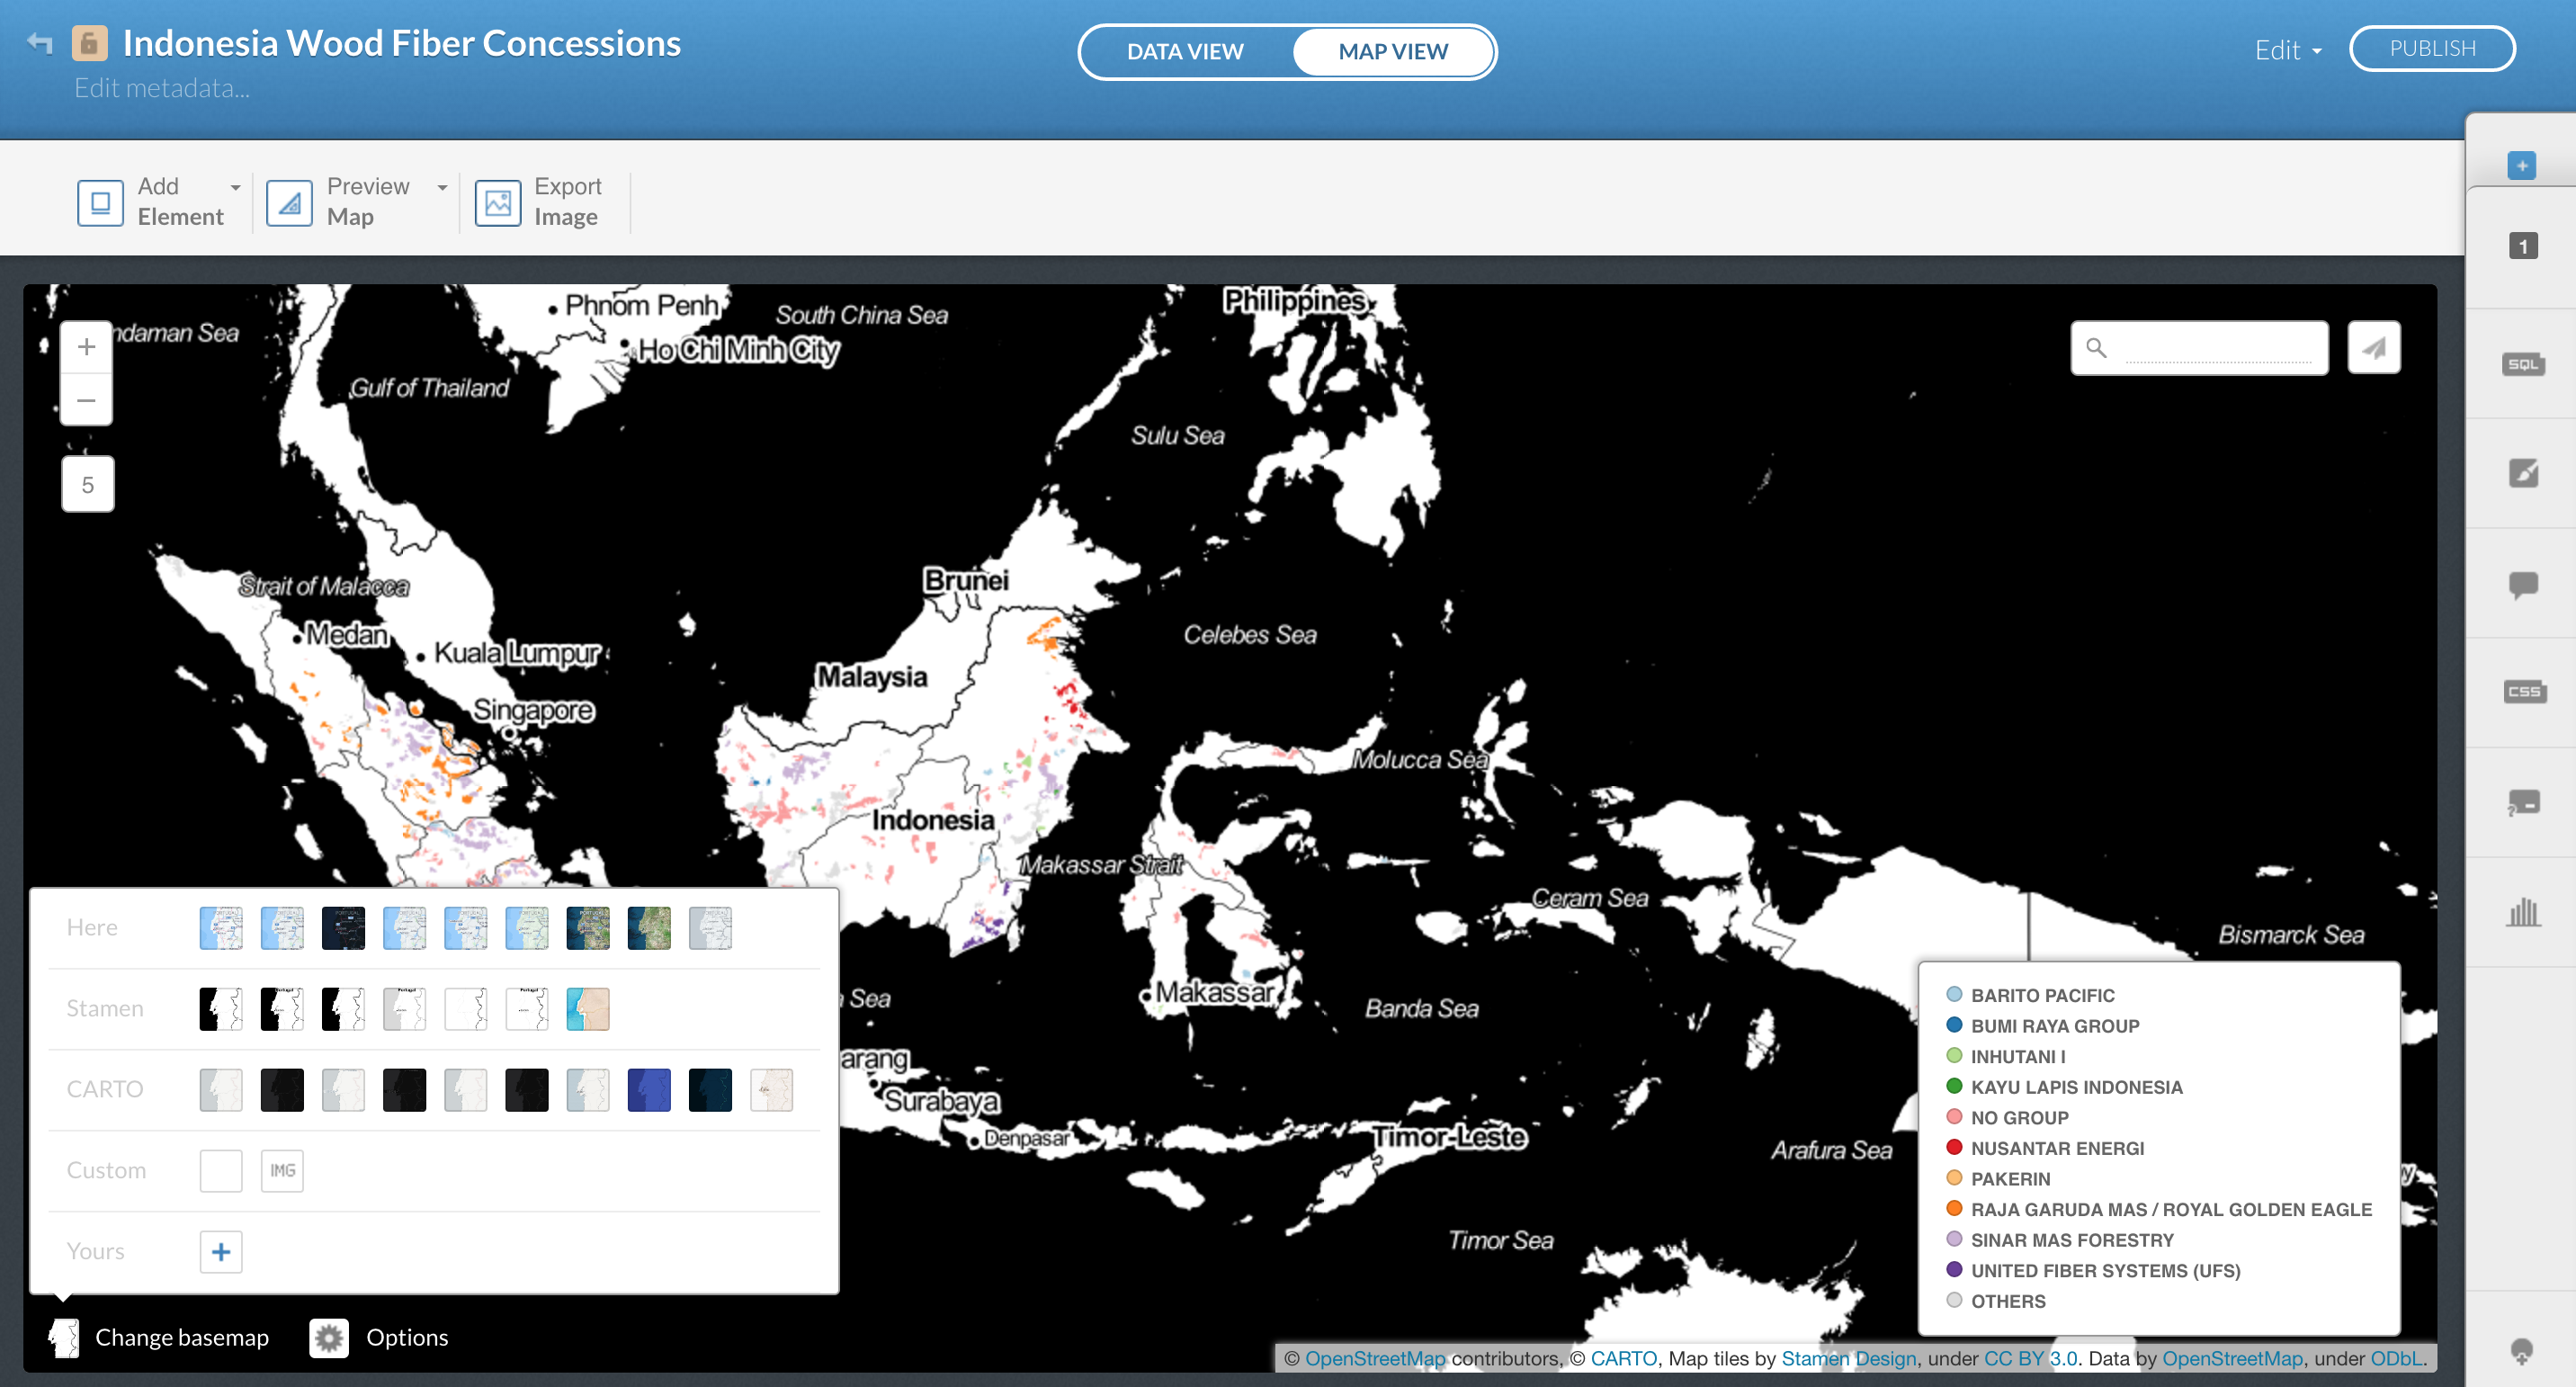 Indonesia Wood Fiber Concessions
Edit metadata...
DATA VIEW
MAP VIEW
Edit
PUBLISH
Add
Element
Preview
Map
Export
Image
1
SQL
CSS
+
−
5
ndaman Sea
Phnom Penh
South China Sea
Philippines
Ho Chi Minh City
Gulf of Thailand
Sulu Sea
Strait of Malacca
Brunei
Medan
Kuala Lumpur
Celebes Sea
Malaysia
Singapore
Molucca Sea
Indonesia
Makassar Strait
Ceram Sea
Bismarck Sea
Makassar
a Sea
Banda Sea
arang
Surabaya
Denpasar
Timor-Leste
Arafura Sea
Timor Sea
y
Here
Stamen
CARTO
Custom
IMG
Yours
+
Change basemap
Options
BARITO PACIFIC
BUMI RAYA GROUP
INHUTANI I
KAYU LAPIS INDONESIA
NO GROUP
NUSANTAR ENERGI
PAKERIN
RAJA GARUDA MAS / ROYAL GOLDEN EAGLE
SINAR MAS FORESTRY
UNITED FIBER SYSTEMS (UFS)
OTHERS
© OpenStreetMap contributors, © CARTO, Map tiles by Stamen Design, under CC BY 3.0. Data by OpenStreetMap, under ODbL.